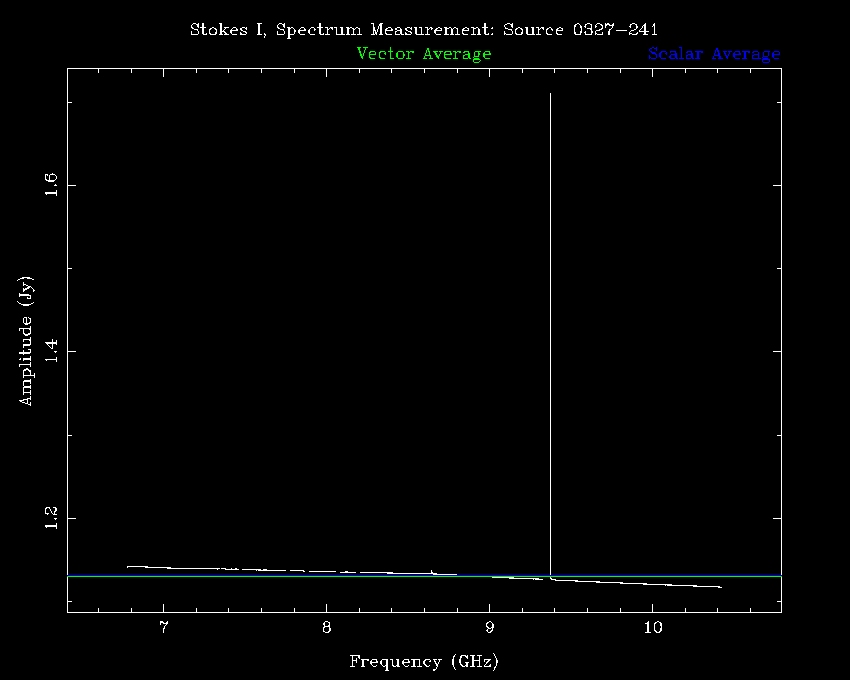 Stokes I, Spectrum Measurement: Source 0327-241
Vector Average
Scalar Average
1.6
1.4
1.2
Amplitude (Jy)
7 8 9 10
Frequency (GHz)